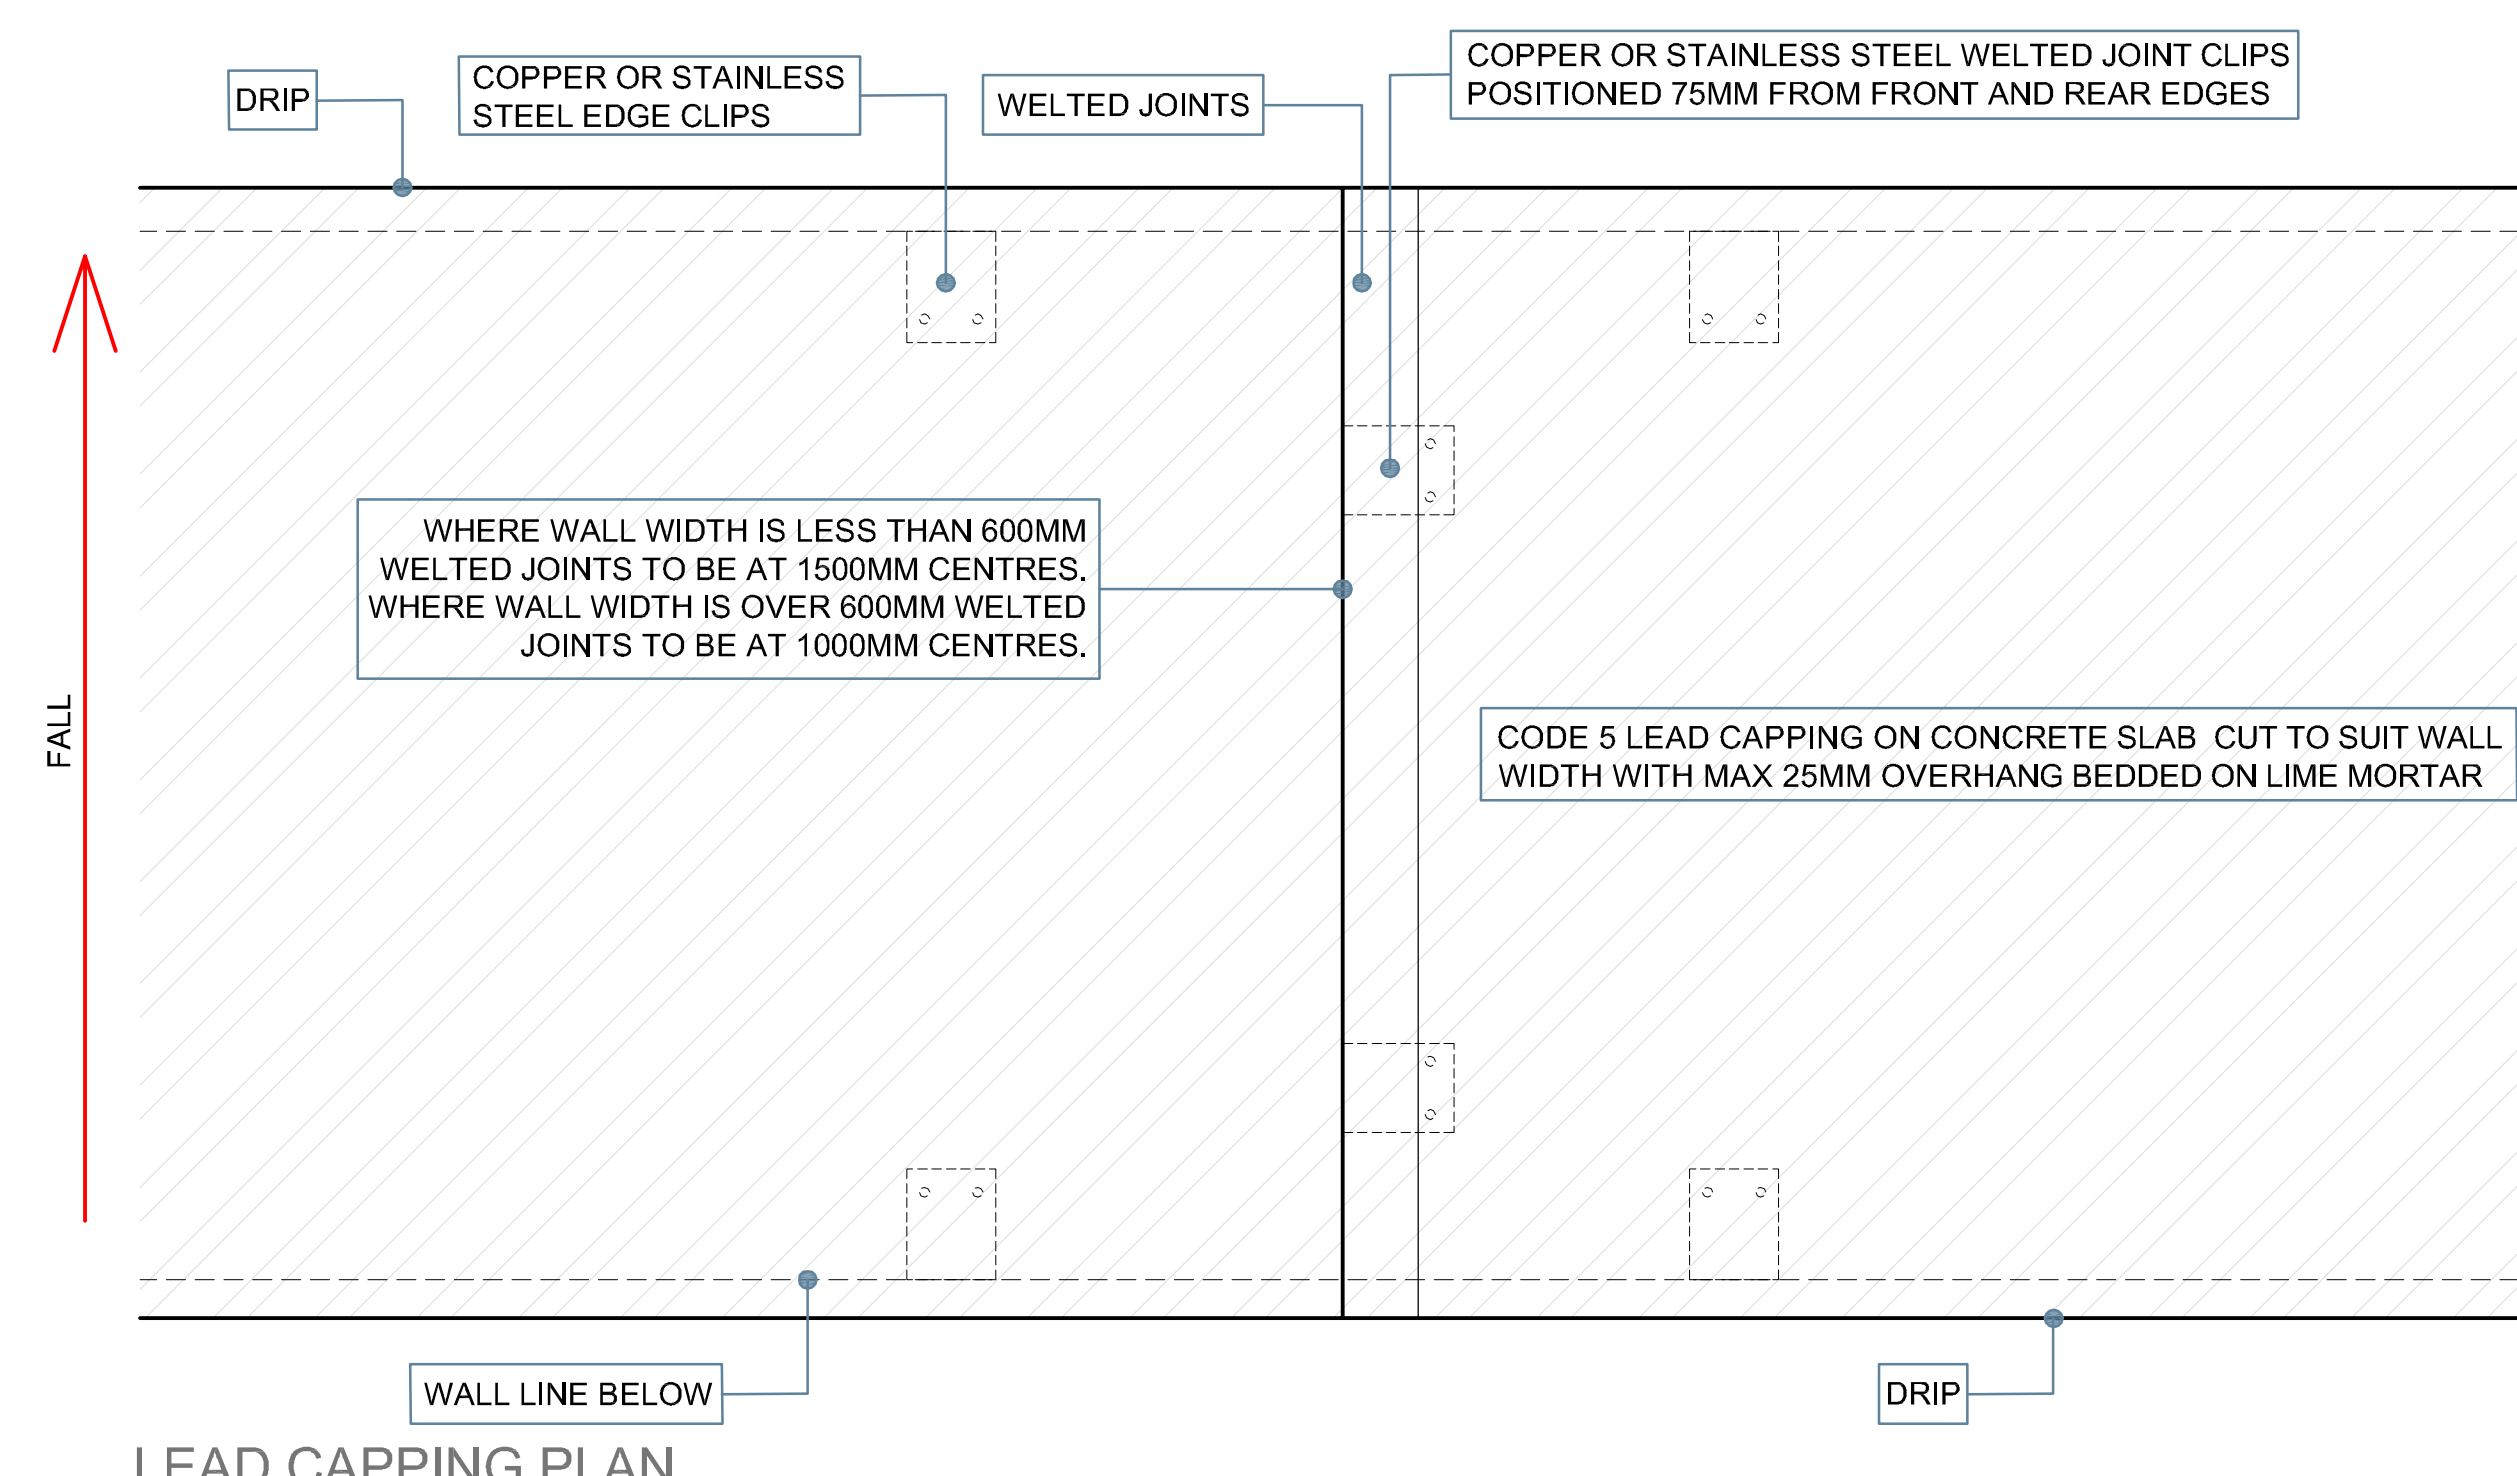 DRIP
COPPER OR STAINLESS
STEEL EDGE CLIPS
WELTED JOINTS
COPPER OR STAINLESS STEEL WELTED JOINT CLIPS
POSITIONED 75MM FROM FRONT AND REAR EDGES
WHERE WALL WIDTH IS LESS THAN 600MM
WELTED JOINTS TO BE AT 1500MM CENTRES.
WHERE WALL WIDTH IS OVER 600MM WELTED
JOINTS TO BE AT 1000MM CENTRES.
FALL
CODE 5 LEAD CAPPING ON CONCRETE SLAB CUT TO SUIT WALL
WIDTH WITH MAX 25MM OVERHANG BEDDED ON LIME MORTAR
WALL LINE BELOW
DRIP
LEAD CAPPING PLAN